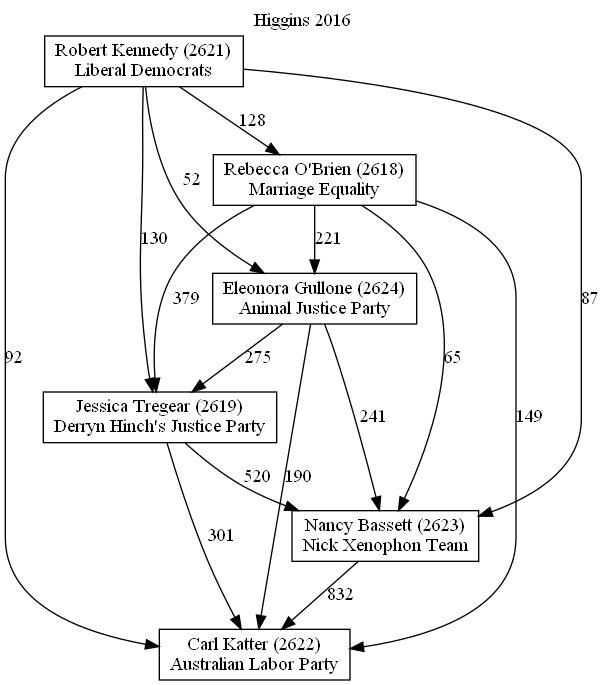 Higgins 2016
Robert Kennedy (2621)
Liberal Democrats
128
Rebecca O'Brien (2618)
Marriage Equality
52
130
379
221
87
Eleonora Gullone (2624)
Animal Justice Party
92
275
65
Jessica Tregear (2619)
Derryn Hinch's Justice Party
241
149
520
190
301
Nancy Bassett (2623)
Nick Xenophon Team
832
Carl Katter (2622)
Australian Labor Party